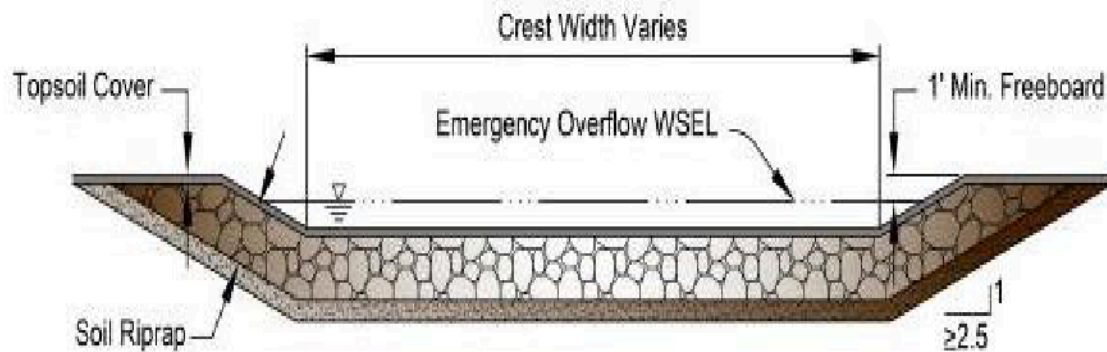 Crest Width Varies
Topsoil Cover
1' Min. Freeboard
Emergency Overflow WSEL
Soil Riprap
1
≥2.5